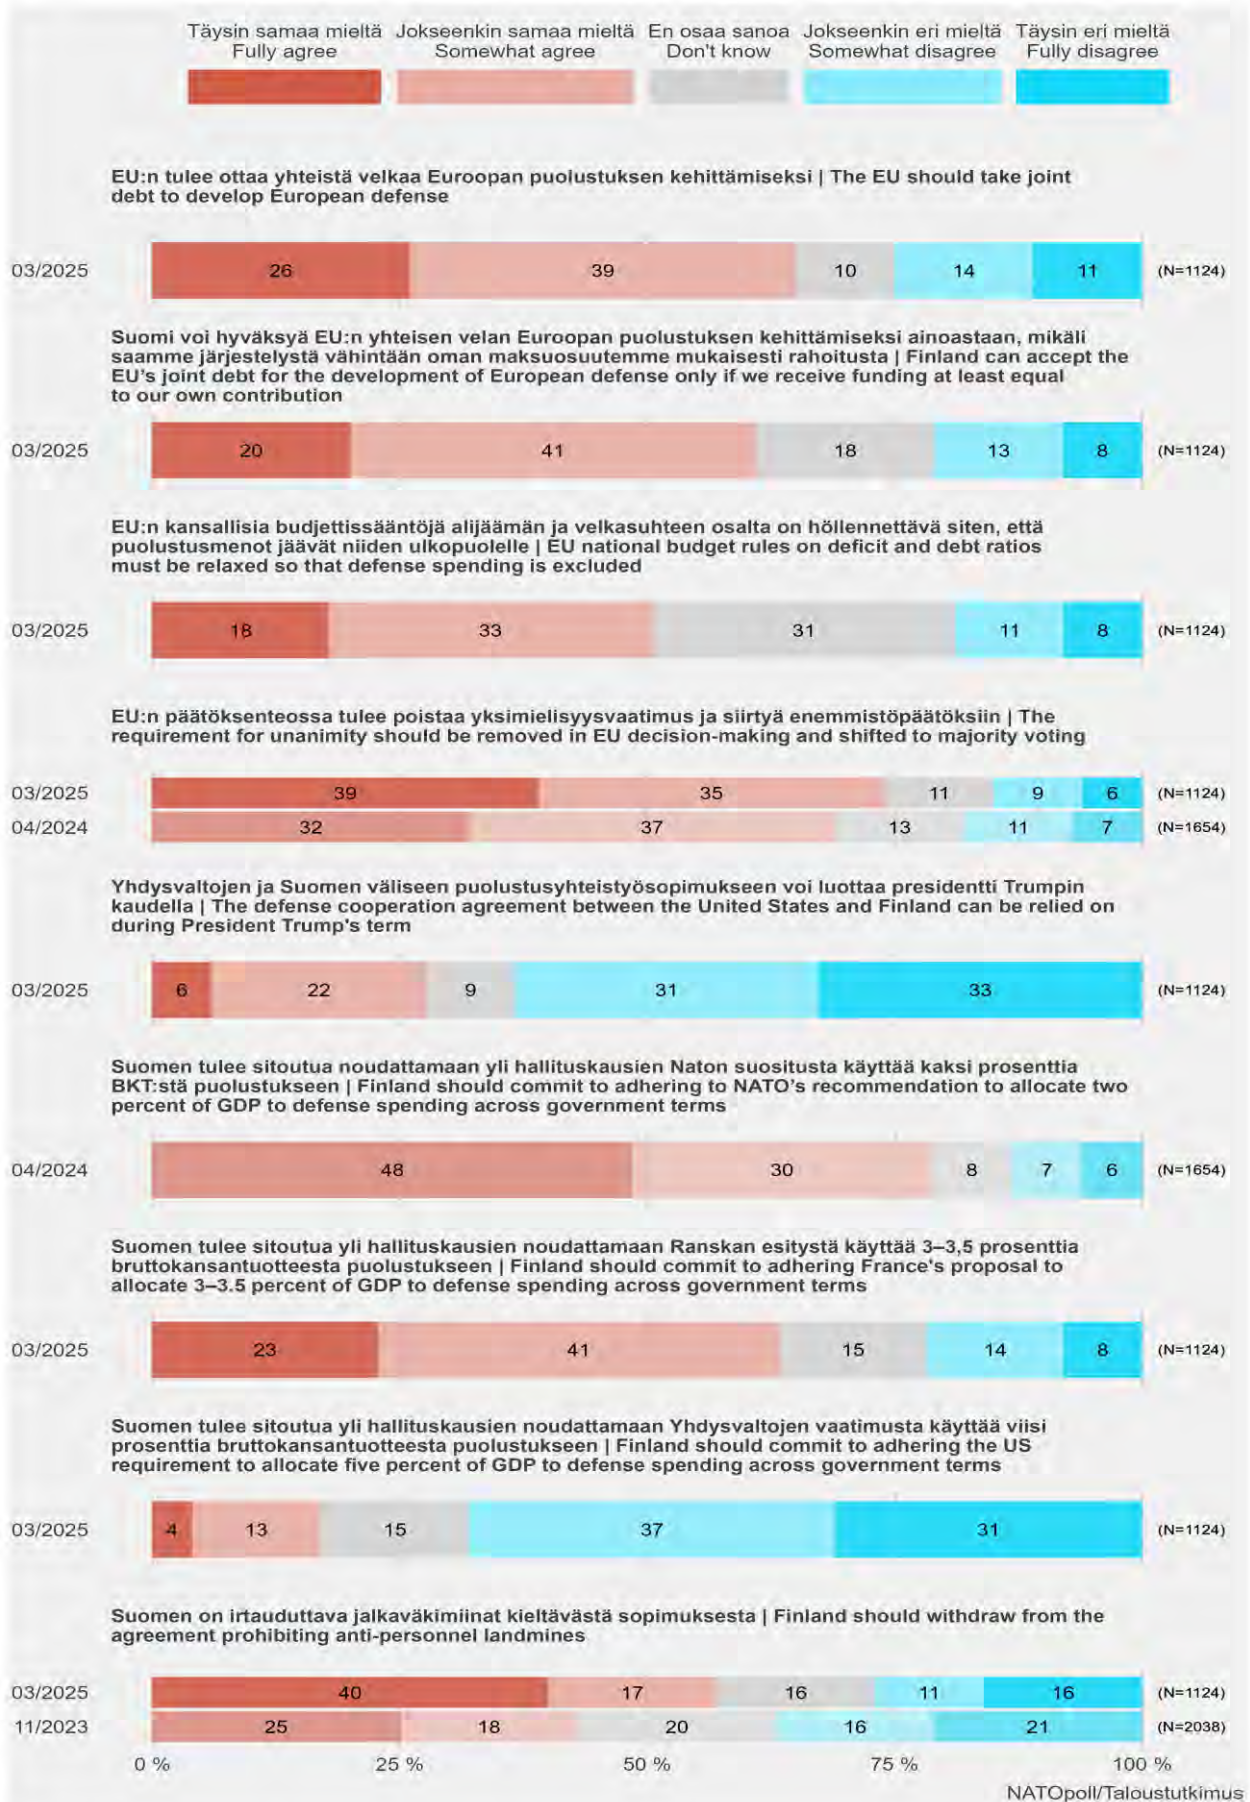 Täysin samaa mieltä Jokseenkin samaa mieltä En osaa sanoa Jokseenkin eri mieltä Täysin eri mieltä
Fully agree Somewhat agree Don't know Somewhat disagree Fully disagree
EU:n tulee ottaa yhteistä velkaa Euroopan puolustuksen kehittämiseksi | The EU should take joint
debt to develop European defense
03/2025 26 39 10 14 11 (N=1124)
Suomi voi hyväksyä EU:n yhteisen velan Euroopan puolustuksen kehittämiseksi ainoastaan, mikäli
saamme järjestelystä vähintään oman maksuosuutemme mukaisesti rahoitusta | Finland can accept the
EU's joint debt for the development of European defense only if we receive funding at least equal
to our own contribution
03/2025 20 41 18 13 8 (N=1124)
EU:n kansallisia budjettissääntöjä alijäämän ja velkasuhteen osalta on höllennettävä siten, että
puolustusmenot jäävät niiden ulkopuolelle | EU national budget rules on deficit and debt ratios
must be relaxed so that defense spending is excluded
03/2025 18 33 31 11 8 (N=1124)
EU:n päätöksenteossa tulee poistaa yksimielisyysvaatimus ja siirtyä enemmistöpäätöksiin | The
requirement for unanimity should be removed in EU decision-making and shifted to majority voting
03/2025 39 35 11 9 6 (N=1124)
04/2024 32 37 13 11 7 (N=1654)
Yhdysvaltojen ja Suomen väliseen puolustusyhteistyösopimukseen voi luottaa presidentti Trumpin
kaudella | The defense cooperation agreement between the United States and Finland can be relied on
during President Trump's term
03/2025 6 22 9 31 33 (N=1124)
Suomen tulee sitoutua noudattamaan yli hallituskausien Naton suositusta käyttää kaksi prosenttia
BKT:stä puolustukseen | Finland should commit to adhering to NATO's recommendation to allocate two
percent of GDP to defense spending across government terms
04/2024 48 30 8 7 6 (N=1654)
Suomen tulee sitoutua yli hallituskausien noudattamaan Ranskan esitystä käyttää 3–3,5 prosenttia
bruttokansantuotteesta puolustukseen | Finland should commit to adhering France's proposal to
allocate 3–3.5 percent of GDP to defense spending across government terms
03/2025 23 41 15 14 8 (N=1124)
Suomen tulee sitoutua yli hallituskausien noudattamaan Yhdysvaltojen vaatimusta käyttää viisi
prosenttia bruttokansantuotteesta puolustukseen | Finland should commit to adhering the US
requirement to allocate five percent of GDP to defense spending across government terms
03/2025 4 13 15 37 31 (N=1124)
Suomen on irtauduttava jalkaväkimiinat kieltävästä sopimuksesta | Finland should withdraw from the
agreement prohibiting anti-personnel landmines
03/2025 40 17 16 11 16 (N=1124)
11/2023 25 18 20 16 21 (N=2038)
0 % 25 % 50 % 75 % 100 %
NATOpoll/Taloustutkimus